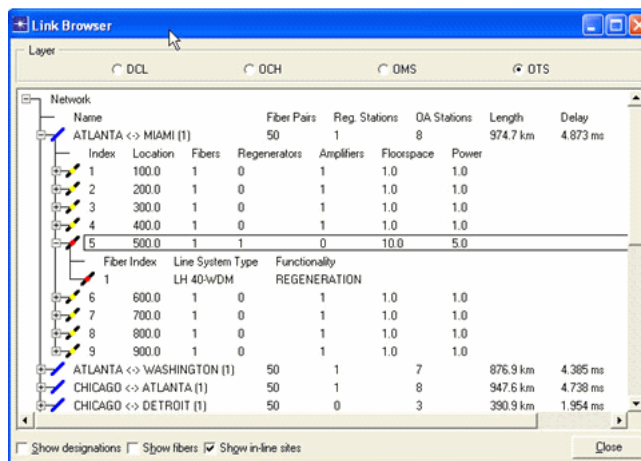 Link Browser
Layer
DCL OCH OMS OTS
Network
Name Fiber Pairs Reg. Stations OA Stations Length Delay
ATLANTA <-> MIAMI (1) 50 1 8 974.7 km 4.873 ms
Index Location Fibers Regenerators Amplifiers Floorspace Power
1 100.0 1 0 1 1.0 1.0
2 200.0 1 0 1 1.0 1.0
3 300.0 1 0 1 1.0 1.0
4 400.0 1 0 1 1.0 1.0
5 500.0 1 1 0 10.0 5.0
Fiber Index Line System Type Functionality
1 LH 40-WDM REGENERATION
6 600.0 1 0 1 1.0 1.0
7 700.0 1 0 1 1.0 1.0
8 800.0 1 0 1 1.0 1.0
9 900.0 1 0 1 1.0 1.0
ATLANTA <-> WASHINGTON (1) 50 1 7 876.9 km 4.385 ms
CHICAGO <-> ATLANTA (1) 50 1 8 947.6 km 4.738 ms
CHICAGO <-> DETROIT (1) 50 0 3 390.9 km 1.954 ms
Show designations Show fibers Show in-line sites Close